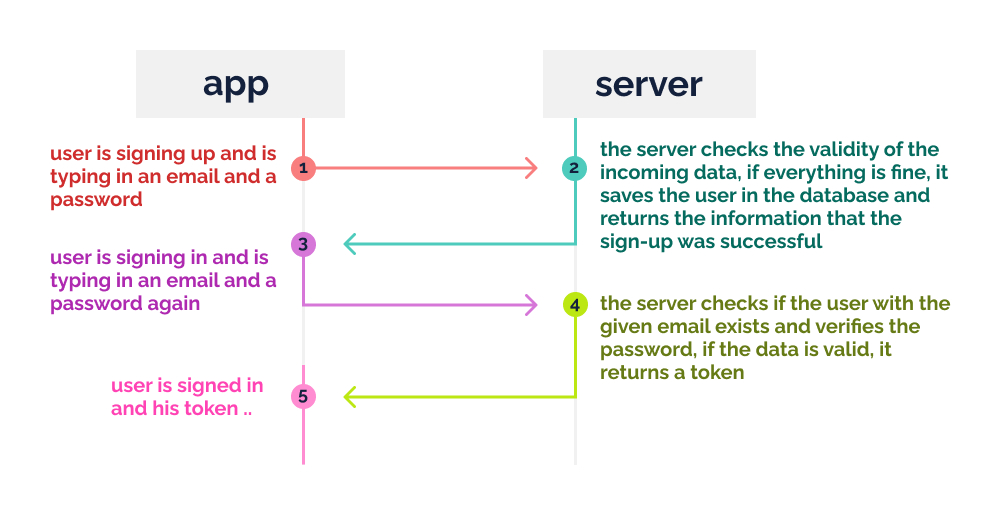 app
server
1
user is signing up and is
typing in an email and a
password
2
the server checks the validity of the
incoming data, if everything is fine, it
saves the user in the database and
returns the information that the
sign-up was successful
3
user is signing in and is
typing in an email and a
password again
4
the server checks if the user with the
given email exists and verifies the
password, if the data is valid, it
returns a token
5
user is signed in
and his token ..